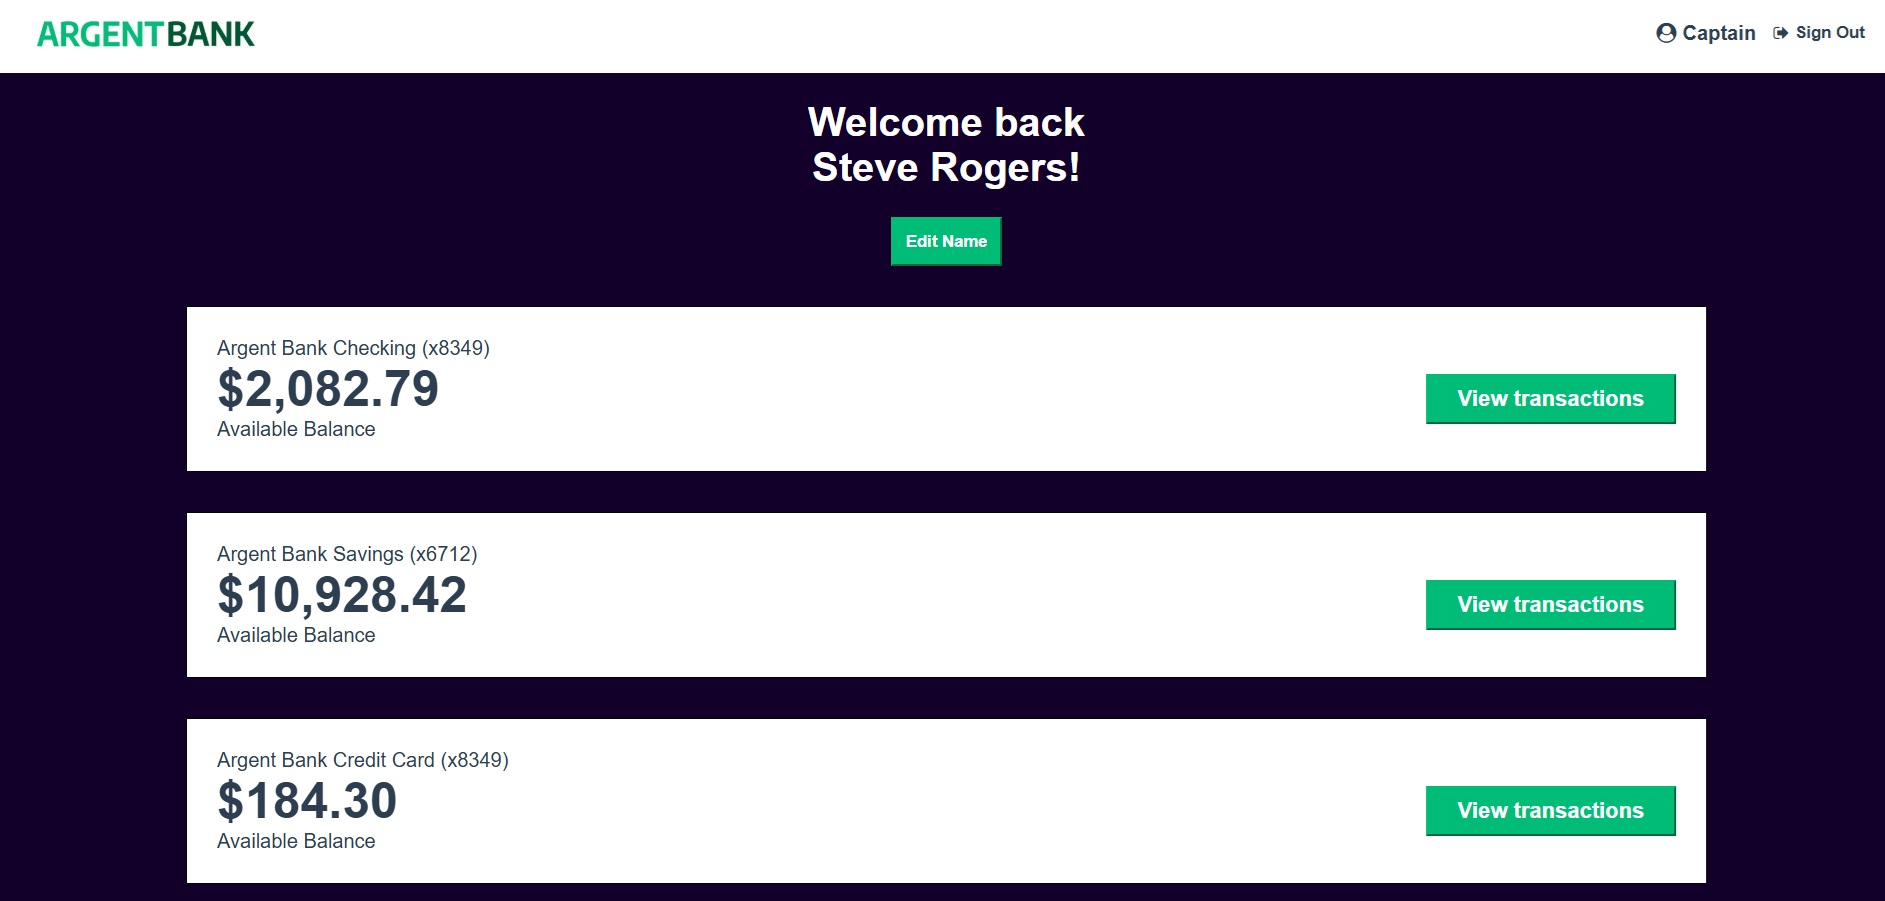 ARGENTBANK
Captain Sign Out
Welcome back
Steve Rogers!
Edit Name
Argent Bank Checking (x8349)
$2,082.79
Available Balance
View transactions
Argent Bank Savings (x6712)
$10,928.42
Available Balance
View transactions
Argent Bank Credit Card (x8349)
$184.30
Available Balance
View transactions